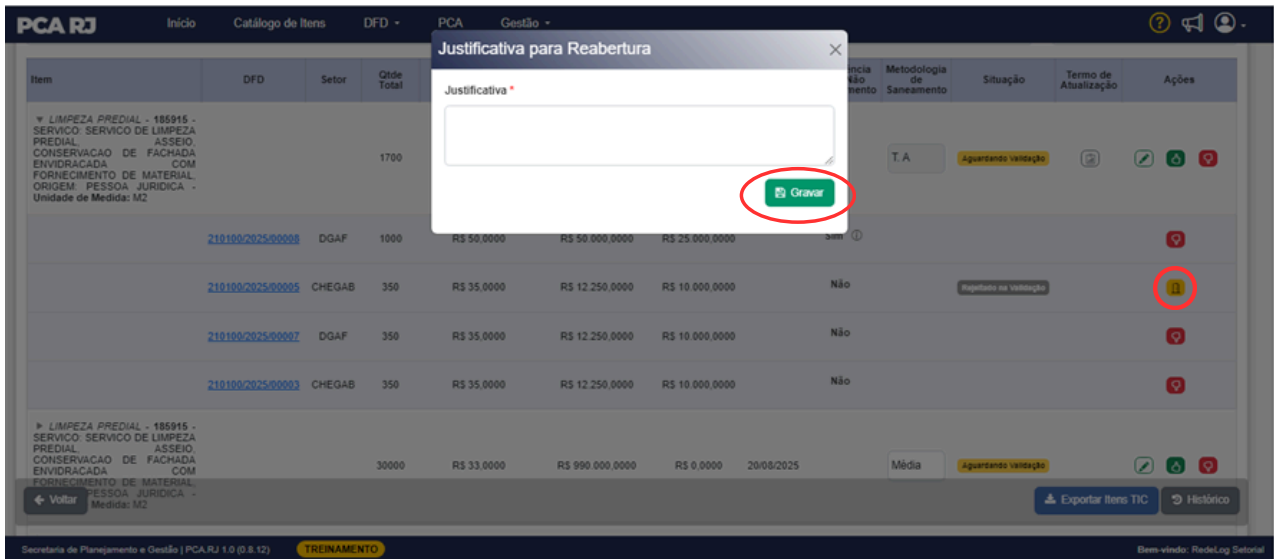 PCA RJ Início Catálogo de Itens DFD PCA Gestão
Justificativa para Reabertura
Justificativa *
Gravar
Item DFD Setor Qtde Total Metodologia de Saneamento Situação Termo de Atualização Ações
LIMPEZA PREDIAL - 185915 -
SERVICO: SERVICO DE LIMPEZA
PREDIAL, ASSEIO,
CONSERVACAO DE FACHADA
ENVIDRACADA COM
FORNECIMENTO DE MATERIAL,
ORIGEM: PESSOA JURIDICA -
Unidade de Medida: M2
1700 T. A Aguardando Validação
210100/2025/00008 DGAF 1000 R$ 50,0000 R$ 50.000,0000 R$ 25.000,0000 Sim
210100/2025/00005 CHEGAB 350 R$ 35,0000 R$ 12.250,0000 R$ 10.000,0000 Não Rejeitado na Validação
210100/2025/00007 DGAF 350 R$ 35,0000 R$ 12.250,0000 R$ 10.000,0000 Não
210100/2025/00003 CHEGAB 350 R$ 35,0000 R$ 12.250,0000 R$ 10.000,0000 Não
LIMPEZA PREDIAL - 185915 -
SERVICO: SERVICO DE LIMPEZA
PREDIAL, ASSEIO,
CONSERVACAO DE FACHADA
ENVIDRACADA COM
FORNECIMENTO DE MATERIAL,
PESSOA JURIDICA -
Medida: M2
30000 R$ 33,0000 R$ 990.000,0000 R$ 0,0000 20/08/2025 Média Aguardando Validação
Voltar Exportar Itens TIC Histórico
Secretaria de Planejamento e Gestão | PCA.RJ 1.0 (0.8.12) TREINAMENTO Bem-vindo: RedeLog Setorial